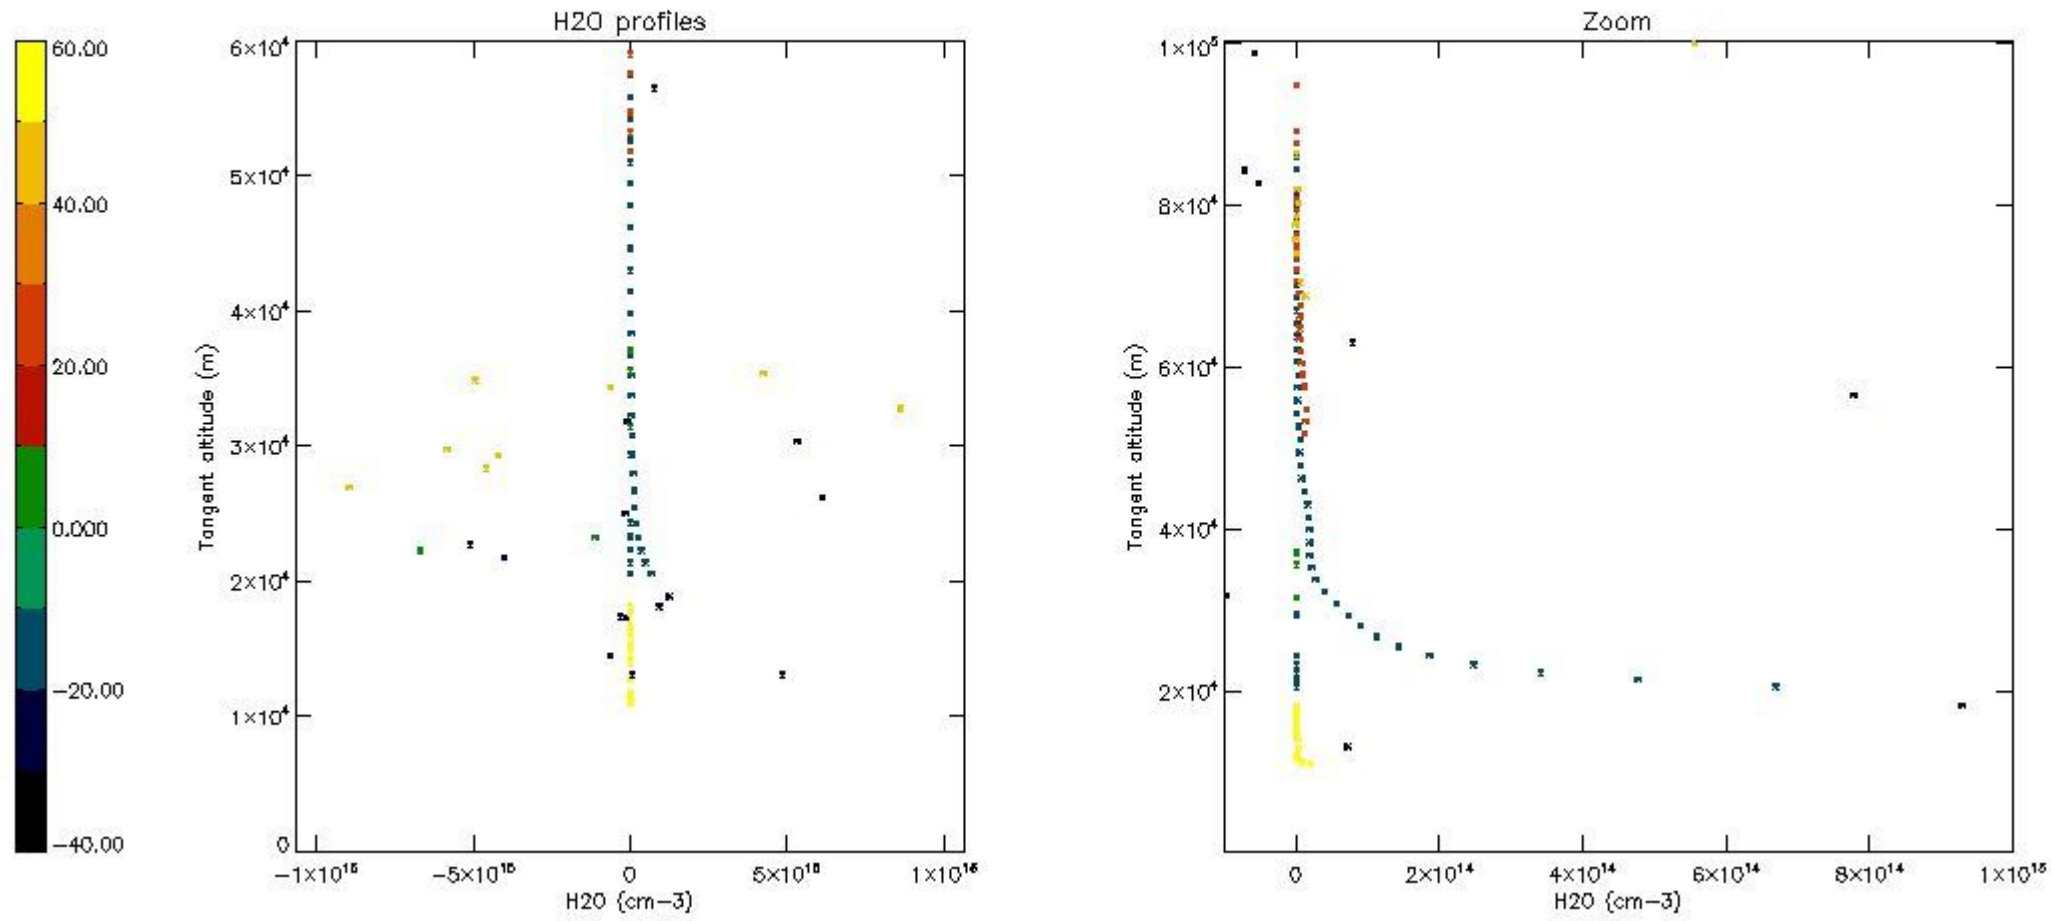 H2O profiles
60.00
40.00
20.00
0.000
−20.00
−40.00
6×10⁴
5×10⁴
4×10⁴
3×10⁴
2×10⁴
1×10⁴
0
Tangent altitude (m)
−1×10¹⁶ −5×10¹⁵ 0 5×10¹⁵ 1×10¹⁶
H2O (cm−3)
Zoom
1×10⁵
8×10⁴
6×10⁴
4×10⁴
2×10⁴
Tangent altitude (m)
0 2×10¹⁴ 4×10¹⁴ 6×10¹⁴ 8×10¹⁴ 1×10¹⁵
H2O (cm−3)